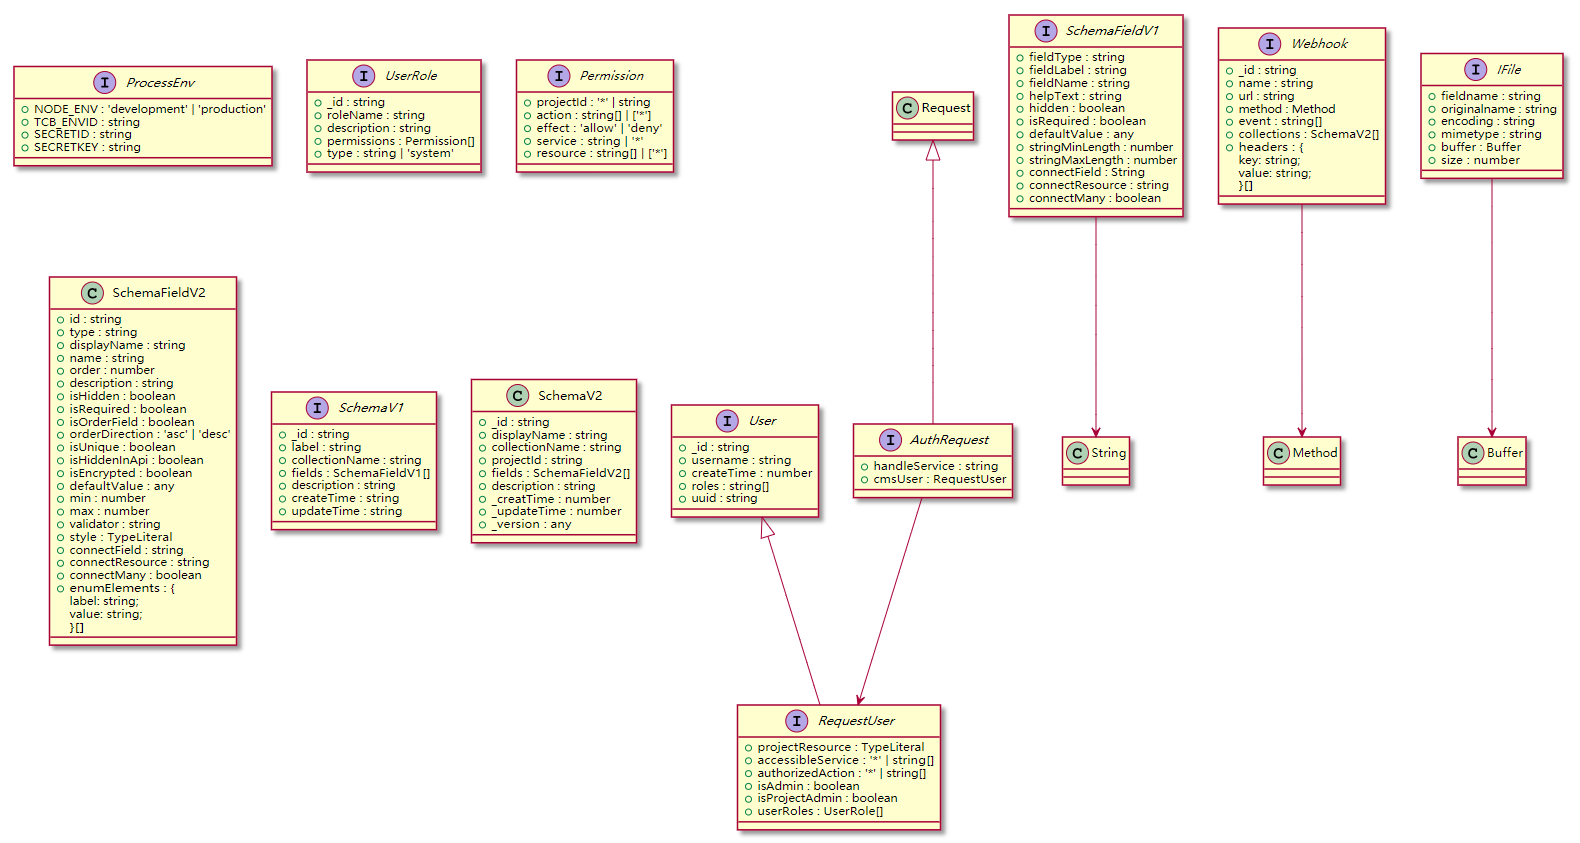 I ProcessEnv
NODE_ENV : 'development' | 'production'
TCB_ENVID : string
SECRETID : string
SECRETKEY : string
I UserRole
_id : string
roleName : string
description : string
permissions : Permission[]
type : string | 'system'
I Permission
projectId : '*' | string
action : string[] | ['*']
effect : 'allow' | 'deny'
service : string | '*'
resource : string[] | ['*']
C Request
I SchemaFieldV1
fieldType : string
fieldLabel : string
fieldName : string
helpText : string
hidden : boolean
isRequired : boolean
defaultValue : any
stringMinLength : number
stringMaxLength : number
connectField : String
connectResource : string
connectMany : boolean
I Webhook
_id : string
name : string
url : string
method : Method
event : string[]
collections : SchemaV2[]
headers : {
key: string;
value: string;
}[]
I IFile
fieldname : string
originalname : string
encoding : string
mimetype : string
buffer : Buffer
size : number
C SchemaFieldV2
id : string
type : string
displayName : string
name : string
order : number
description : string
isHidden : boolean
isRequired : boolean
isOrderField : boolean
orderDirection : 'asc' | 'desc'
isUnique : boolean
isHiddenInApi : boolean
isEncrypted : boolean
defaultValue : any
min : number
max : number
validator : string
style : TypeLiteral
connectField : string
connectResource : string
connectMany : boolean
enumElements : {
label: string;
value: string;
}[]
I SchemaV1
_id : string
label : string
collectionName : string
fields : SchemaFieldV1[]
description : string
createTime : string
updateTime : string
C SchemaV2
_id : string
displayName : string
collectionName : string
projectId : string
fields : SchemaFieldV2[]
description : string
_creatTime : number
_updateTime : number
_version : any
I User
_id : string
username : string
createTime : number
roles : string[]
uuid : string
I AuthRequest
handleService : string
cmsUser : RequestUser
C String
C Method
C Buffer
I RequestUser
projectResource : TypeLiteral
accessibleService : '*' | string[]
authorizedAction : '*' | string[]
isAdmin : boolean
isProjectAdmin : boolean
userRoles : UserRole[]